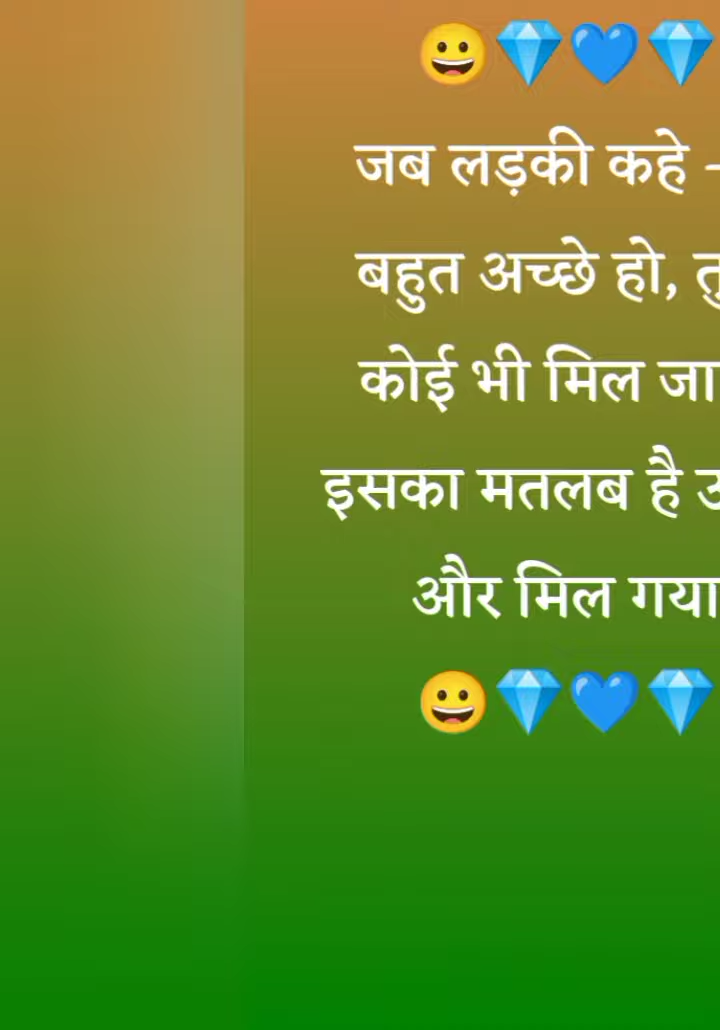 😀💎💙💎
जब लड़की कहे -
बहुत अच्छे हो,
कोई भी मिल
इसका मतलब है
और मिल गया
😀💎💙💎